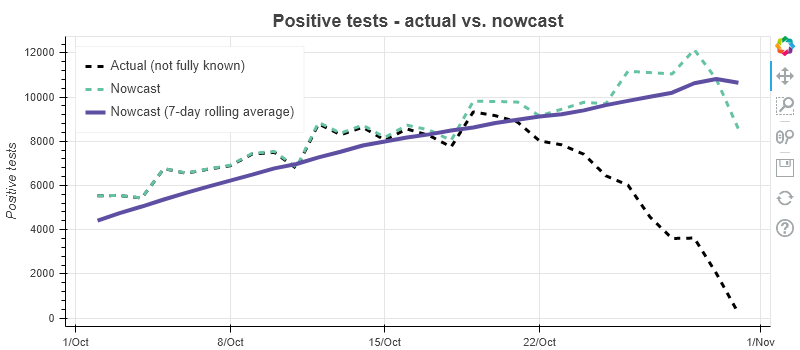 Positive tests - actual vs. nowcast
Actual (not fully known)
Nowcast
Nowcast (7-day rolling average)
Positive tests
12000
10000
8000
6000
4000
2000
0
1/Oct
8/Oct
15/Oct
22/Oct
1/Nov